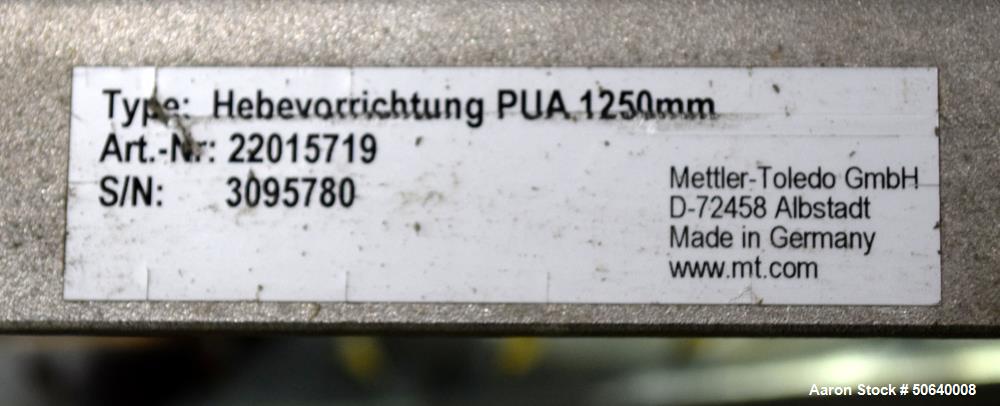 Type: Hebevorrichtung PUA 1250mm
Art.-Nr: 22015719
S/N: 3095780
Mettler-Toledo GmbH
D-72458 Albstadt
Made in Germany
www.mt.com
Aaron Stock # 50640008